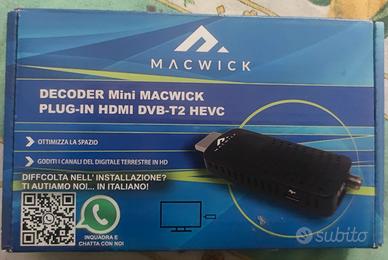 MACWICK
DECODER Mini MACWICK
PLUG-IN HDMI DVB-T2 HEVC
OTTIMIZZA LO SPAZIO
GODITI I CANALI DEL DIGITALE TERRESTRE IN HD
DIFFCOLTA NELL' INSTALLAZIONE?
TI AUTIAMO NOI... IN ITALIANO!
INQUADRA E
CHATTA CON NOI
subito